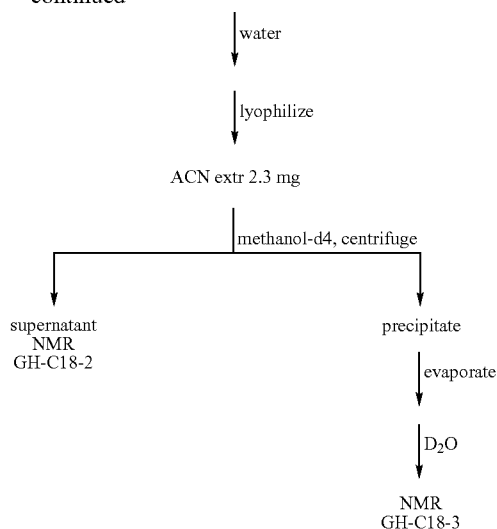 continued
water
lyophilize
ACN extr 2.3 mg
methanol-d4, centrifuge
supernatant
NMR
GH-C18-2
precipitate
evaporate
D₂O
NMR
GH-C18-3